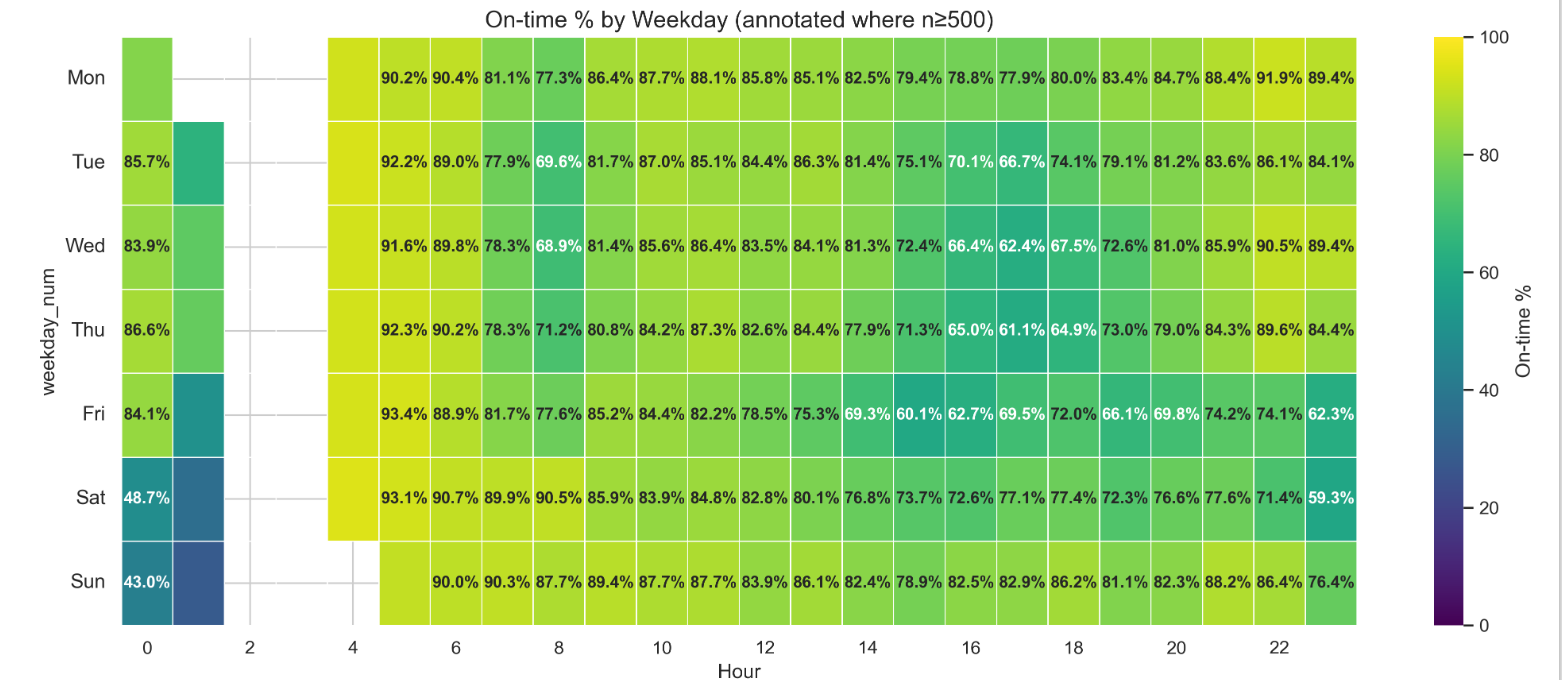 On-time % by Weekday (annotated where n≥500)
Mon 90.2% 90.4% 81.1% 77.3% 86.4% 87.7% 88.1% 85.8% 85.1% 82.5% 79.4% 78.8% 77.9% 80.0% 83.4% 84.7% 88.4% 91.9% 89.4%
Tue 85.7% 92.2% 89.0% 77.9% 69.6% 81.7% 87.0% 85.1% 84.4% 86.3% 81.4% 75.1% 70.1% 66.7% 74.1% 79.1% 81.2% 83.6% 86.1% 84.1%
Wed 83.9% 91.6% 89.8% 78.3% 68.9% 81.4% 85.6% 86.4% 83.5% 84.1% 81.3% 72.4% 66.4% 62.4% 67.5% 72.6% 81.0% 85.9% 90.5% 89.4%
Thu 86.6% 92.3% 90.2% 78.3% 71.2% 80.8% 84.2% 87.3% 82.6% 84.4% 77.9% 71.3% 65.0% 61.1% 64.9% 73.0% 79.0% 84.3% 89.6% 84.4%
Fri 84.1% 93.4% 88.9% 81.7% 77.6% 85.2% 84.4% 82.2% 78.5% 75.3% 69.3% 60.1% 62.7% 69.5% 72.0% 66.1% 69.8% 74.2% 74.1% 62.3%
Sat 48.7% 93.1% 90.7% 89.9% 90.5% 85.9% 83.9% 84.8% 82.8% 80.1% 76.8% 73.7% 72.6% 77.1% 77.4% 72.3% 76.6% 77.6% 71.4% 59.3%
Sun 43.0% 90.0% 90.3% 87.7% 89.4% 87.7% 87.7% 83.9% 86.1% 82.4% 78.9% 82.5% 82.9% 86.2% 81.1% 82.3% 88.2% 86.4% 76.4%
weekday_num
0 2 4 6 8 10 12 14 16 18 20 22
Hour
100
80
60
40
20
0
On-time %